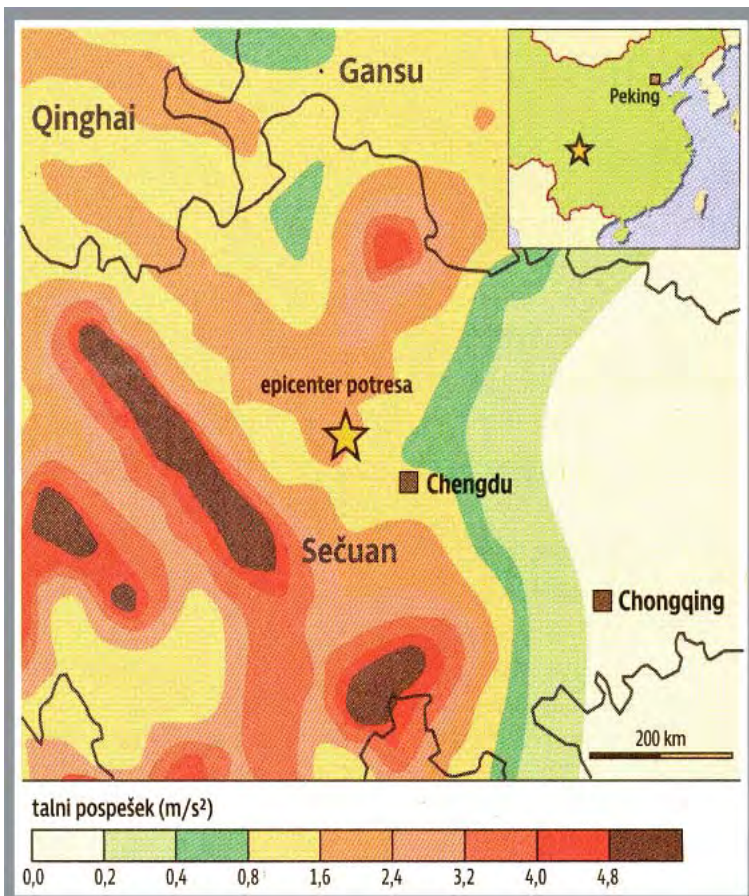 Gansu
Qinghai
Peking
epicenter potresa
Chengdu
Sečuan
Chongqing
200 km
talni pospešek (m/s²)
0,0 0,2 0,4 0,8 1,6 2,4 3,2 4,0 4,8